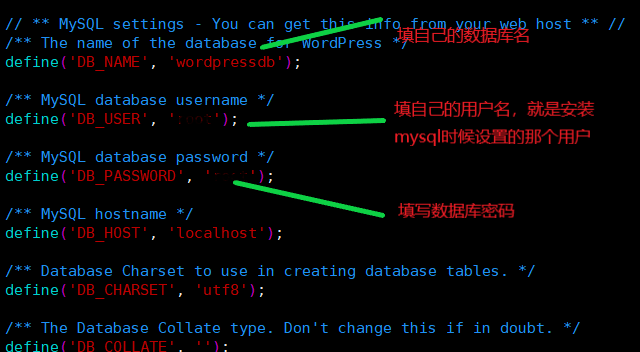 // ** MySQL settings - You can get this info from your web host ** //
/** The name of the database for WordPress */
填自己的数据库名
define('DB_NAME', 'wordpressdb');
/** MySQL database username */
填自己的用户名，就是安装
define('DB_USER', '');
mysql时候设置的那个用户
/** MySQL database password */
define('DB_PASSWORD', '');
填写数据库密码
/** MySQL hostname */
define('DB_HOST', 'localhost');
/** Database Charset to use in creating database tables. */
define('DB_CHARSET', 'utf8');
/** The Database Collate type. Don't change this if in doubt. */
define('DB_COLLATE', '');